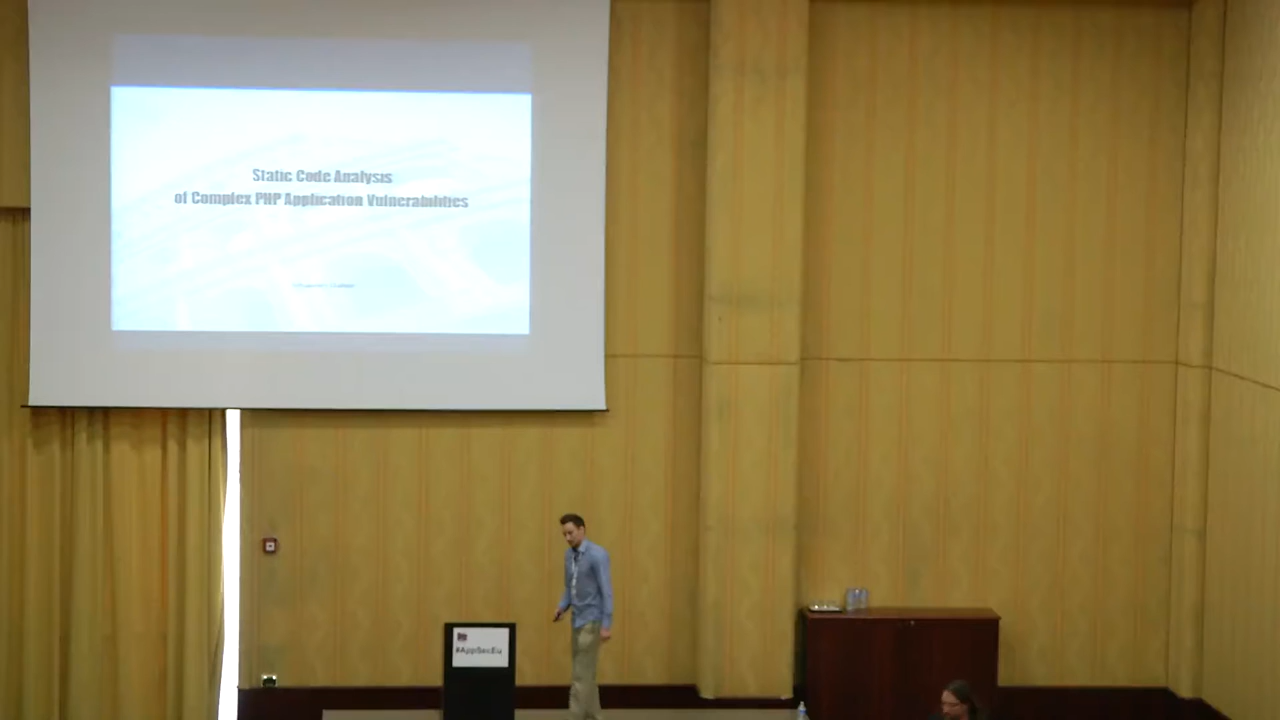 Static Code Analysis
of Complex PHP Application Vulnerabilities
#AppSecEu